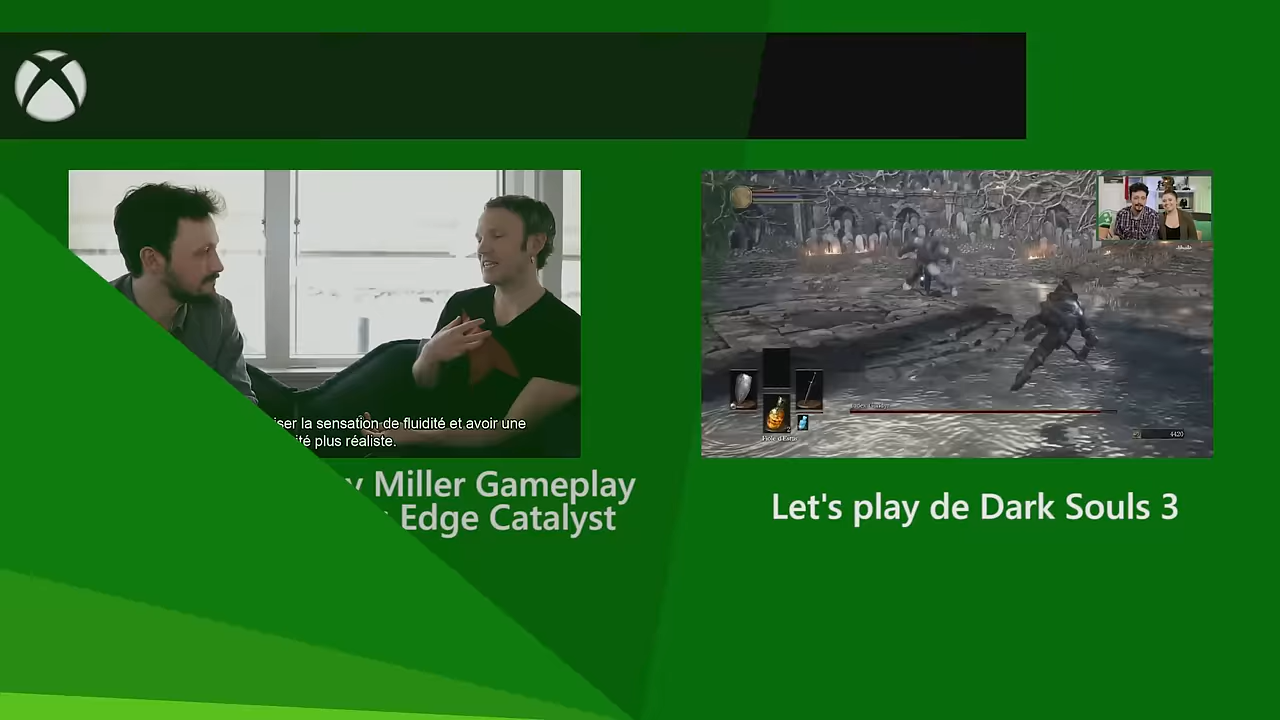 ser la sensation de fluidité et avoir une
ité plus réaliste.
y Miller Gameplay
Edge Catalyst
Fiole d'Estus
2
4420
Let's play de Dark Souls 3